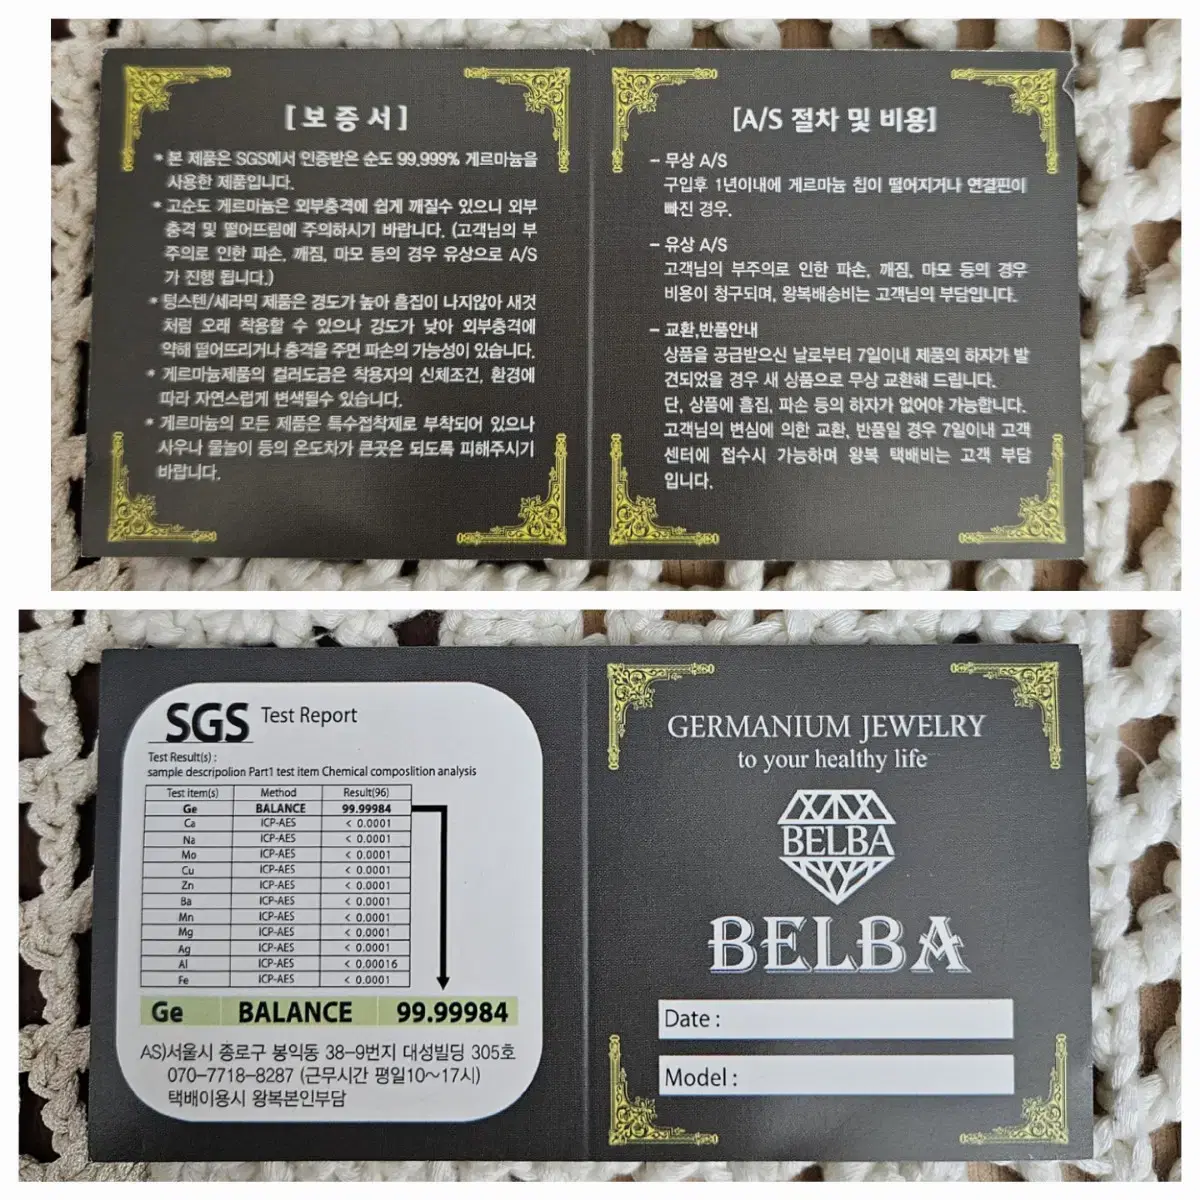 [ 보 증 서 ]
* 본 제품은 SGS에서 인증받은 순도 99.999% 게르마늄을
사용한 제품입니다.
* 고순도 게르마늄은 외부충격에 쉽게 깨질수 있으니 외부
충격 및 떨어뜨림에 주의하시기 바랍니다. (고객님의 부
주의로 인한 파손, 깨짐, 마모 등의 경우 유상으로 A/S
가 진행 됩니다.)
* 텅스텐/세라믹 제품은 경도가 높아 흠집이 나지않아 새것
처럼 오래 착용할 수 있으나 강도가 낮아 외부충격에
약해 떨어뜨리거나 충격을 주면 파손의 가능성이 있습니다.
* 게르마늄제품의 컬러도금은 착용자의 신체조건, 환경에
따라 자연스럽게 변색될수 있습니다.
* 게르마늄의 모든 제품은 특수접착제로 부착되어 있으나
사우나 물놀이 등의 온도차가 큰곳은 되도록 피해주시기
바랍니다.
[A/S 절차 및 비용]
- 무상 A/S
구입후 1년이내에 게르마늄 칩이 떨어지거나 연결핀이
빠진 경우.
- 유상 A/S
고객님의 부주의로 인한 파손, 깨짐, 마모 등의 경우
비용이 청구되며, 왕복배송비는 고객님의 부담입니다.
- 교환,반품안내
상품을 공급받으신 날로부터 7일이내 제품의 하자가 발
견되었을 경우 새 상품으로 무상 교환해 드립니다.
단, 상품에 흠집, 파손 등의 하자가 없어야 가능합니다.
고객님의 변심에 의한 교환, 반품일 경우 7일이내 고객
센터에 접수시 가능하며 왕복 택배비는 고객 부담
입니다.
SGS Test Report
Test Result(s) :
sample descripolion Part1 test item Chemical composlition analysis
Test item(s) Method Result(96)
Ge BALANCE 99.99984
Ca ICP-AES < 0.0001
Na ICP-AES < 0.0001
Mo ICP-AES < 0.0001
Cu ICP-AES < 0.0001
Zn ICP-AES < 0.0001
Ba ICP-AES < 0.0001
Mn ICP-AES < 0.0001
Mg ICP-AES < 0.0001
Ag ICP-AES < 0.0001
Al ICP-AES < 0.00016
Fe ICP-AES < 0.0001
Ge BALANCE 99.99984
AS)서울시 종로구 봉익동 38-9번지 대성빌딩 305호
070-7718-8287 (근무시간 평일10~17시)
택배이용시 왕복본인부담
GERMANIUM JEWELRY
to your healthy life
BELBA
BELBA
Date :
Model :